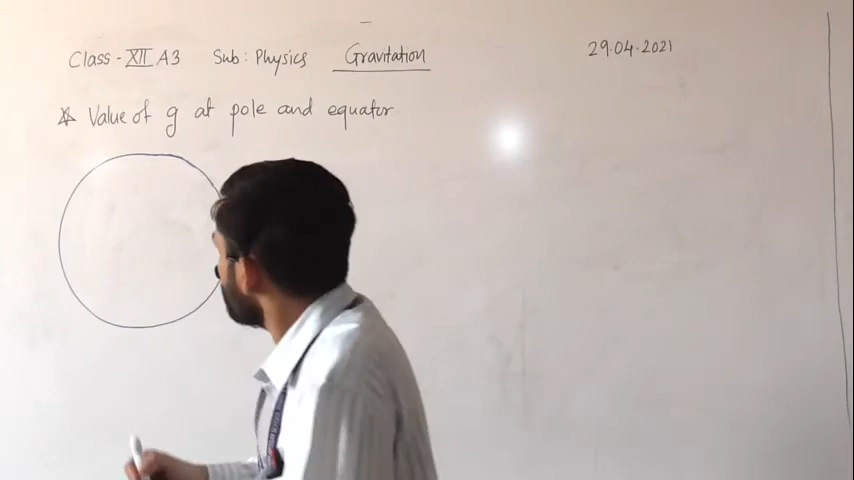 Class - XII A3 Sub: Physics Gravitation 29.04.2021
* Value of g at pole and equator.